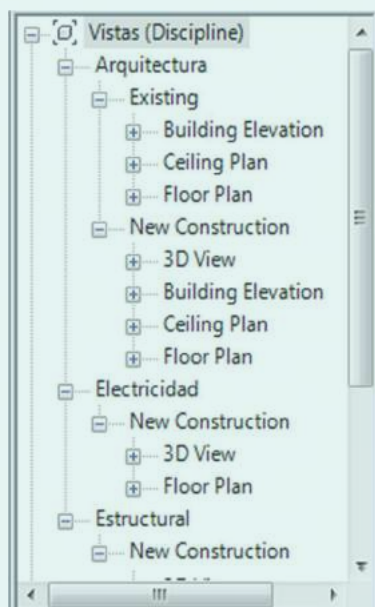 Vistas (Discipline)
Arquitectura
Existing
Building Elevation
Ceiling Plan
Floor Plan
New Construction
3D View
Building Elevation
Ceiling Plan
Floor Plan
Electricidad
New Construction
3D View
Floor Plan
Estructural
New Construction